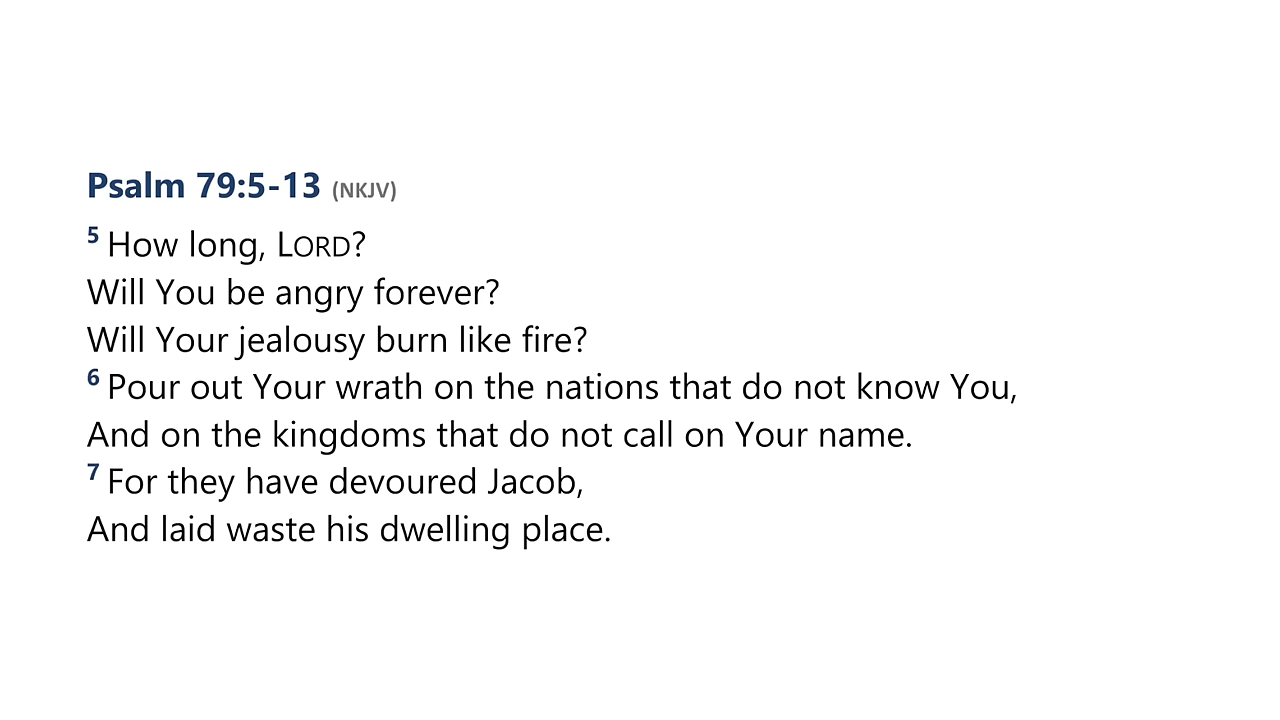 Psalm 79:5-13 (NKJV)
5 How long, LORD?
Will You be angry forever?
Will Your jealousy burn like fire?
6 Pour out Your wrath on the nations that do not know You,
And on the kingdoms that do not call on Your name.
7 For they have devoured Jacob,
And laid waste his dwelling place.